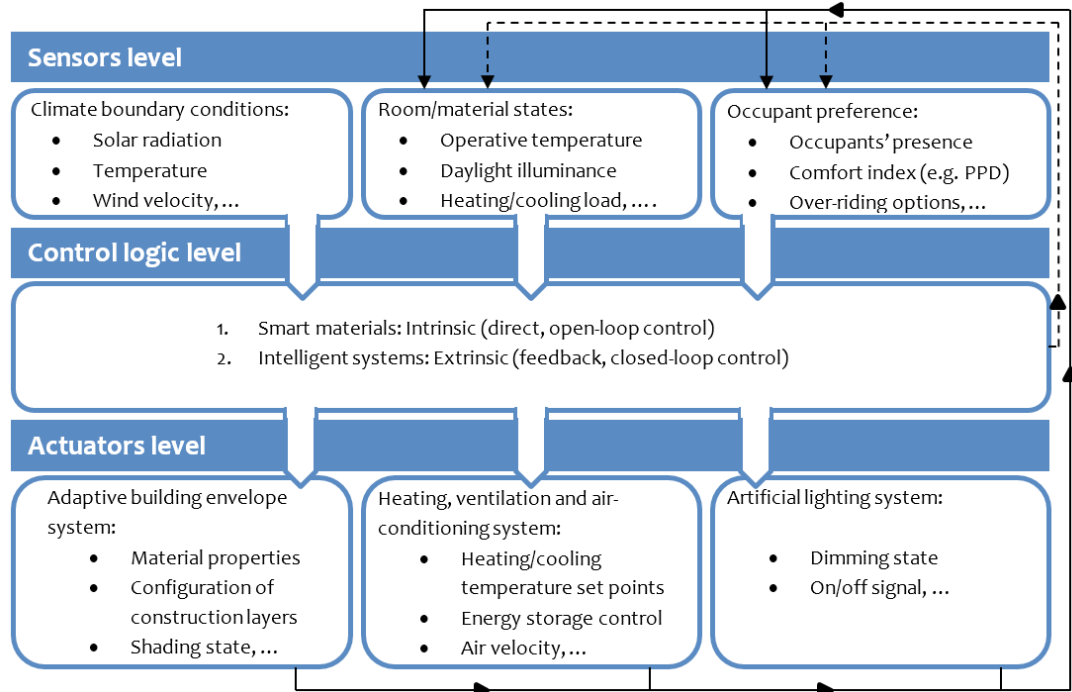 Sensors level
Climate boundary conditions:
• Solar radiation
• Temperature
• Wind velocity, ...
Room/material states:
• Operative temperature
• Daylight illuminance
• Heating/cooling load, ....
Occupant preference:
• Occupants’ presence
• Comfort index (e.g. PPD)
• Over-riding options, ...
Control logic level
1. Smart materials: Intrinsic (direct, open-loop control)
2. Intelligent systems: Extrinsic (feedback, closed-loop control)
Actuators level
Adaptive building envelope
system:
• Material properties
• Configuration of
construction layers
• Shading state, ...
Heating, ventilation and air-
conditioning system:
• Heating/cooling
temperature set points
• Energy storage control
• Air velocity, ...
Artificial lighting system:
• Dimming state
• On/off signal, ...